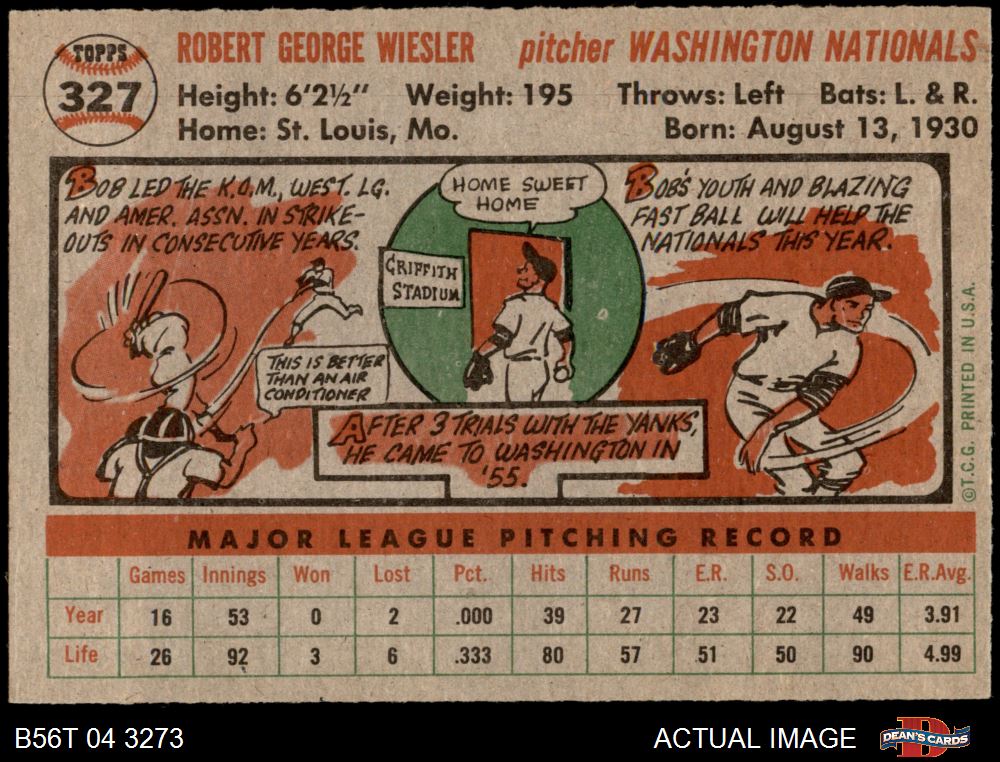 TOPPS
327
ROBERT GEORGE WIESLER pitcher WASHINGTON NATIONALS
Height: 6'2½" Weight: 195 Throws: Left Bats: L. & R.
Home: St. Louis, Mo. Born: August 13, 1930
BOB LED THE K.O.M., WEST. LG.
AND AMER. ASSN. IN STRIKE-
OUTS IN CONSECUTIVE YEARS.
THIS IS BETTER
THAN AN AIR
CONDITIONER
HOME SWEET
HOME
GRIFFITH
STADIUM
AFTER 3 TRIALS WITH THE YANKS,
HE CAME TO WASHINGTON IN
'55.
BOB'S YOUTH AND BLAZING
FAST BALL WILL HELP THE
NATIONALS THIS YEAR.
©T.C.G. PRINTED IN U.S.A.
MAJOR LEAGUE PITCHING RECORD
Games Innings Won Lost Pct. Hits Runs E.R. S.O. Walks E.R.Avg.
Year 16 53 0 2 .000 39 27 23 22 49 3.91
Life 26 92 3 6 .333 80 57 51 50 90 4.99
B56T 04 3273 ACTUAL IMAGE DEAN'S CARDS